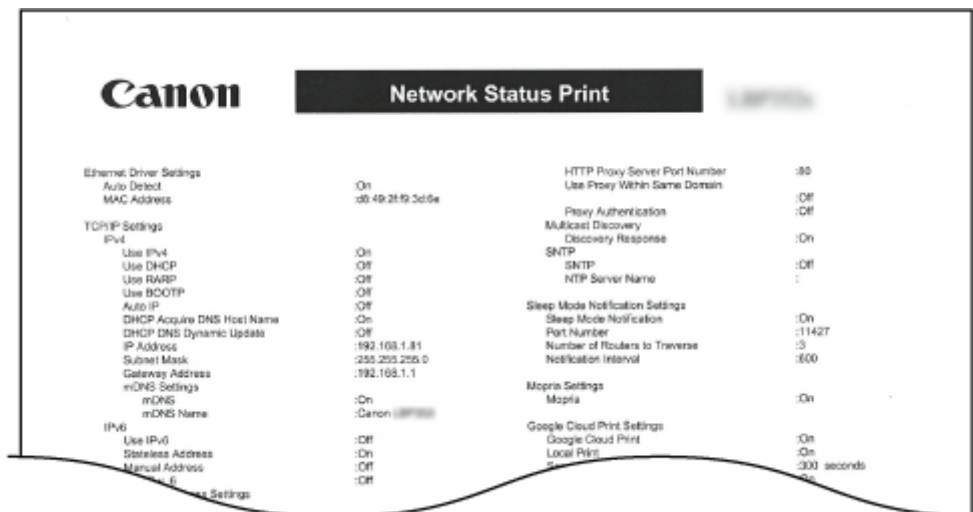 Canon
Network Status Print
Ethernet Driver Settings
Auto Detect :On
MAC Address :d8:49:2f:f9:3d:6e
TCP/IP Settings
IPv4
Use IPv4 :On
Use DHCP :Off
Use RARP :Off
Use BOOTP :Off
Auto IP :Off
DHCP Acquire DNS Host Name :On
DHCP DNS Dynamic Update :Off
IP Address :192.168.1.81
Subnet Mask :255.255.255.0
Gateway Address :192.168.1.1
mDNS Settings
mDNS :On
mDNS Name :Canon
IPv6
Use IPv6 :Off
Stateless Address :On
Manual Address :Off
6 :Off
Settings
HTTP Proxy Server Port Number :80
Use Proxy Within Same Domain
:Off
Proxy Authentication :Off
Multicast Discovery
Discovery Response :On
SNTP
SNTP :Off
NTP Server Name :
Sleep Mode Notification Settings
Sleep Mode Notification :On
Port Number :11427
Number of Routers to Traverse :3
Notification Interval :600
Mopria Settings
Mopria :On
Google Cloud Print Settings
Google Cloud Print :On
Local Print :On
:300 seconds